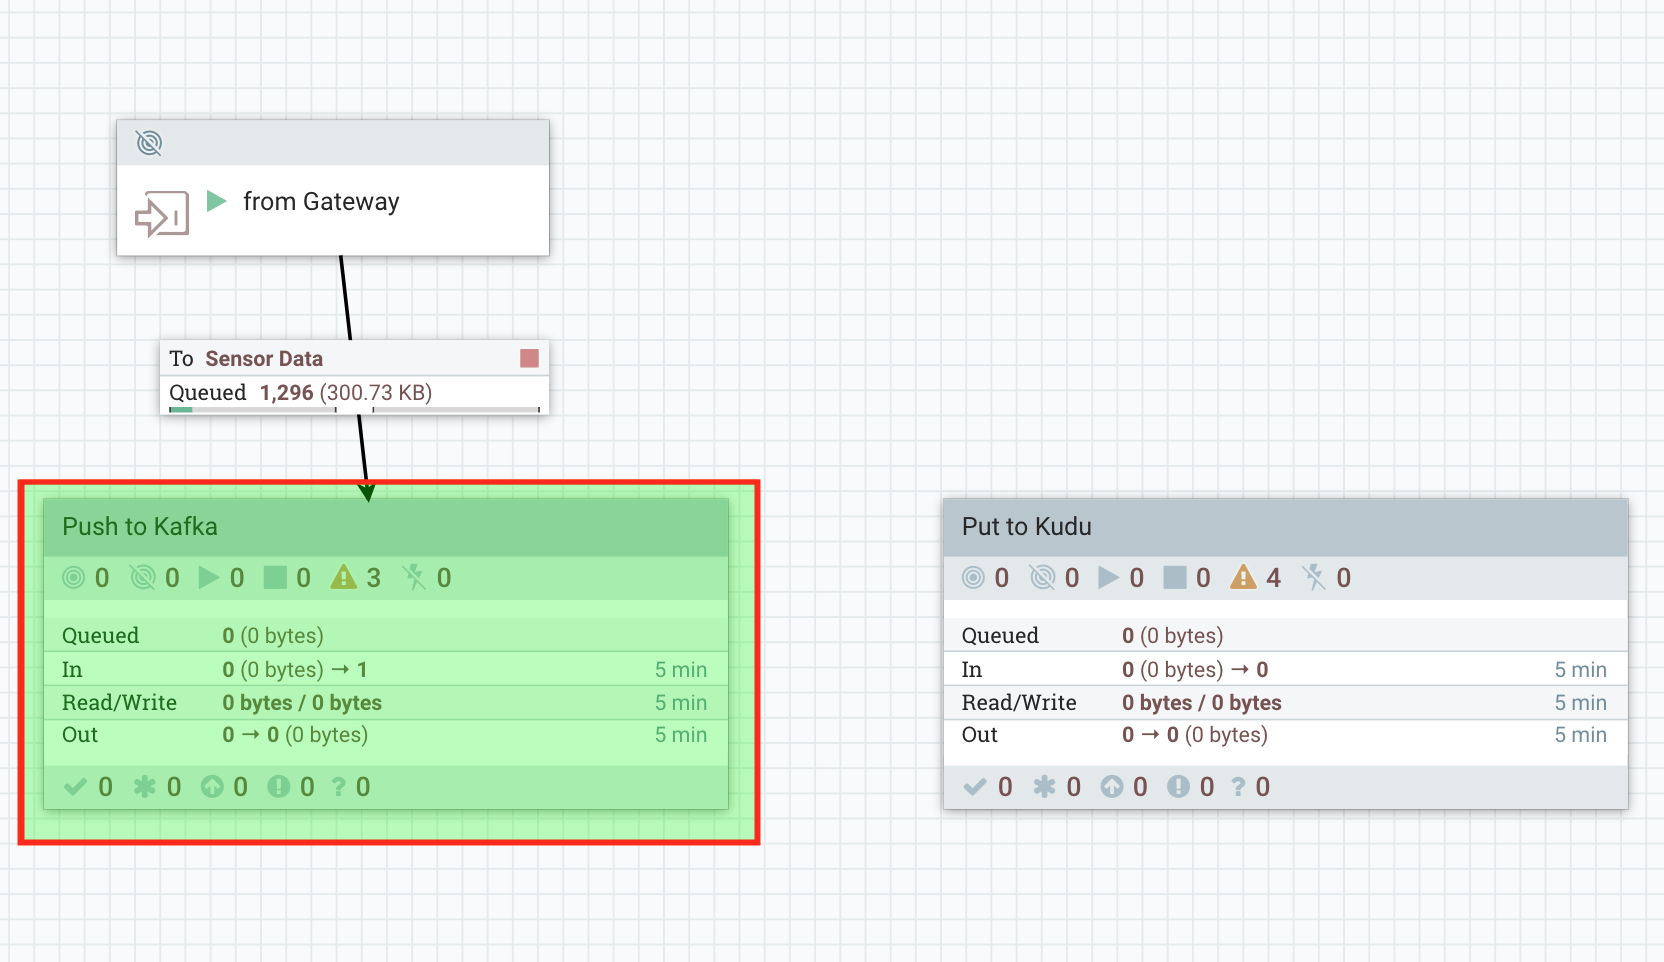 from Gateway
To Sensor Data
Queued 1,296 (300.73 KB)
Push to Kafka
0 0 0 0 3 0
Queued 0 (0 bytes)
In 0 (0 bytes) → 1 5 min
Read/Write 0 bytes / 0 bytes 5 min
Out 0 → 0 (0 bytes) 5 min
0 0 0 0 ? 0
Put to Kudu
0 0 0 0 4 0
Queued 0 (0 bytes)
In 0 (0 bytes) → 0 5 min
Read/Write 0 bytes / 0 bytes 5 min
Out 0 → 0 (0 bytes) 5 min
0 0 0 0 ? 0